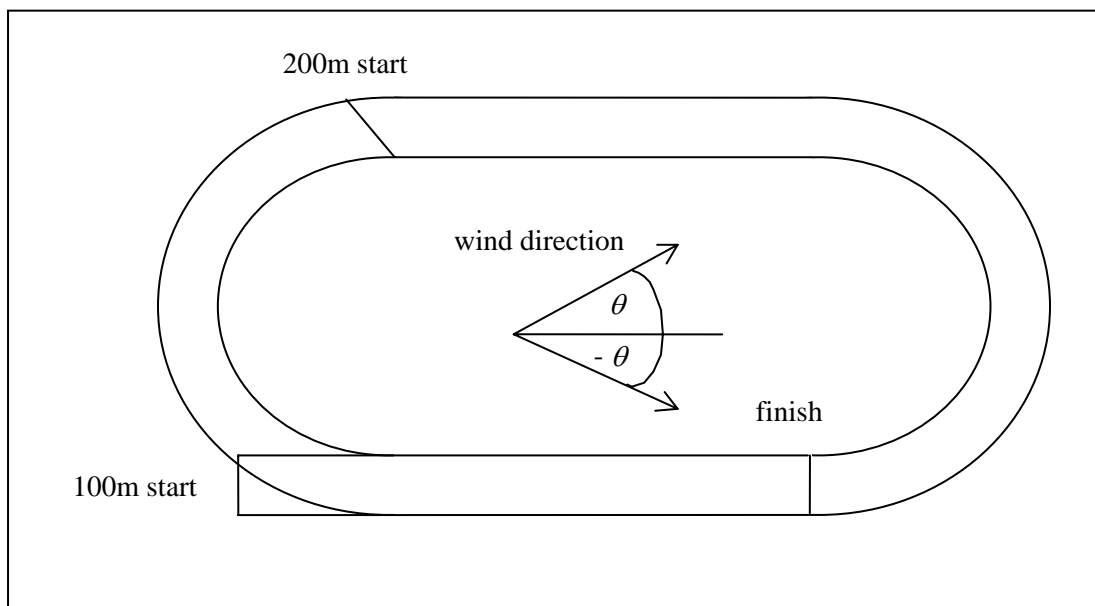 200m start
wind direction
θ
- θ
finish
100m start